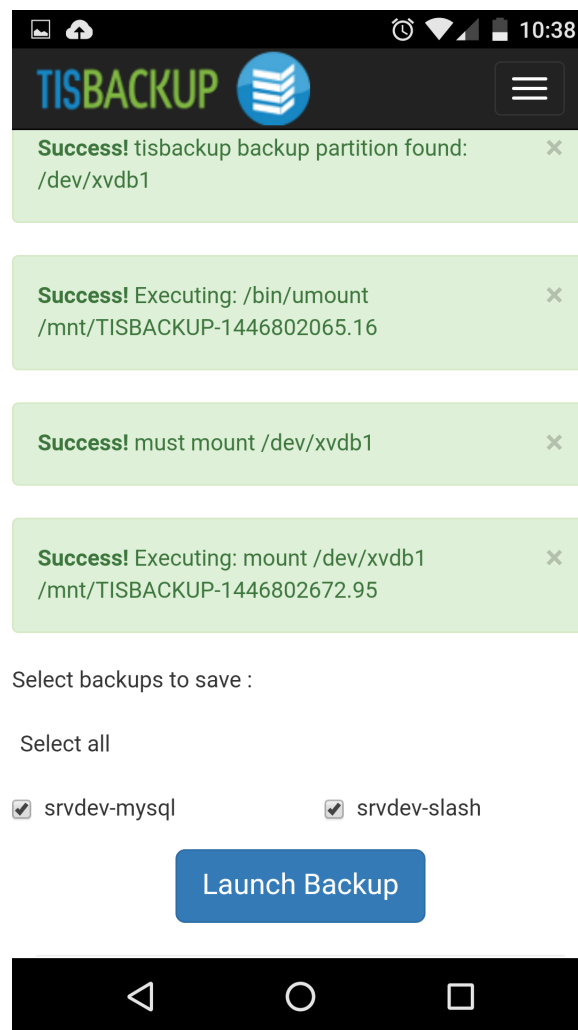 10:38
TISBACKUP
Success! tisbackup backup partition found:
/dev/xvdb1
×
Success! Executing: /bin/umount
/mnt/TISBACKUP-1446802065.16
×
Success! must mount /dev/xvdb1
×
Success! Executing: mount /dev/xvdb1
/mnt/TISBACKUP-1446802672.95
×
Select backups to save :
Select all
srvdev-mysql
srvdev-slash
Launch Backup